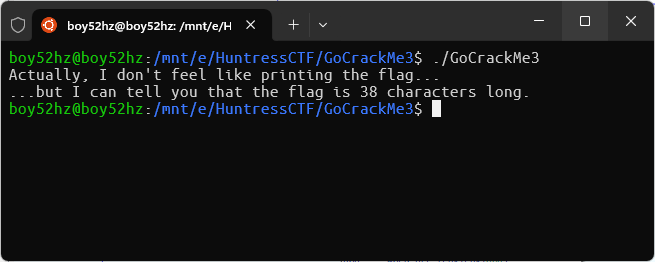 boy52hz@boy52hz: /mnt/e/H
boy52hz@boy52hz:/mnt/e/HuntressCTF/GoCrackMe3$ ./GoCrackMe3
Actually, I don't feel like printing the flag...
...but I can tell you that the flag is 38 characters long.
boy52hz@boy52hz:/mnt/e/HuntressCTF/GoCrackMe3$